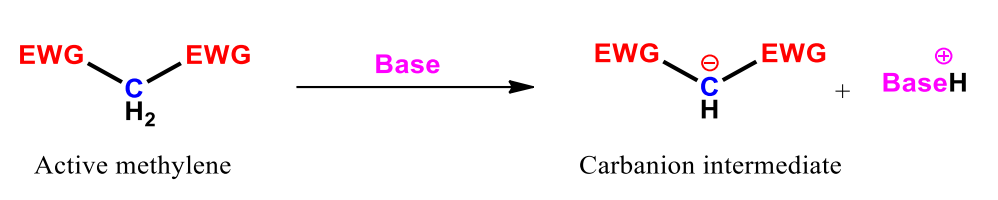 EWG EWG Base EWG ⊖ EWG ⊕
C C + BaseH
H2 H
Active methylene Carbanion intermediate